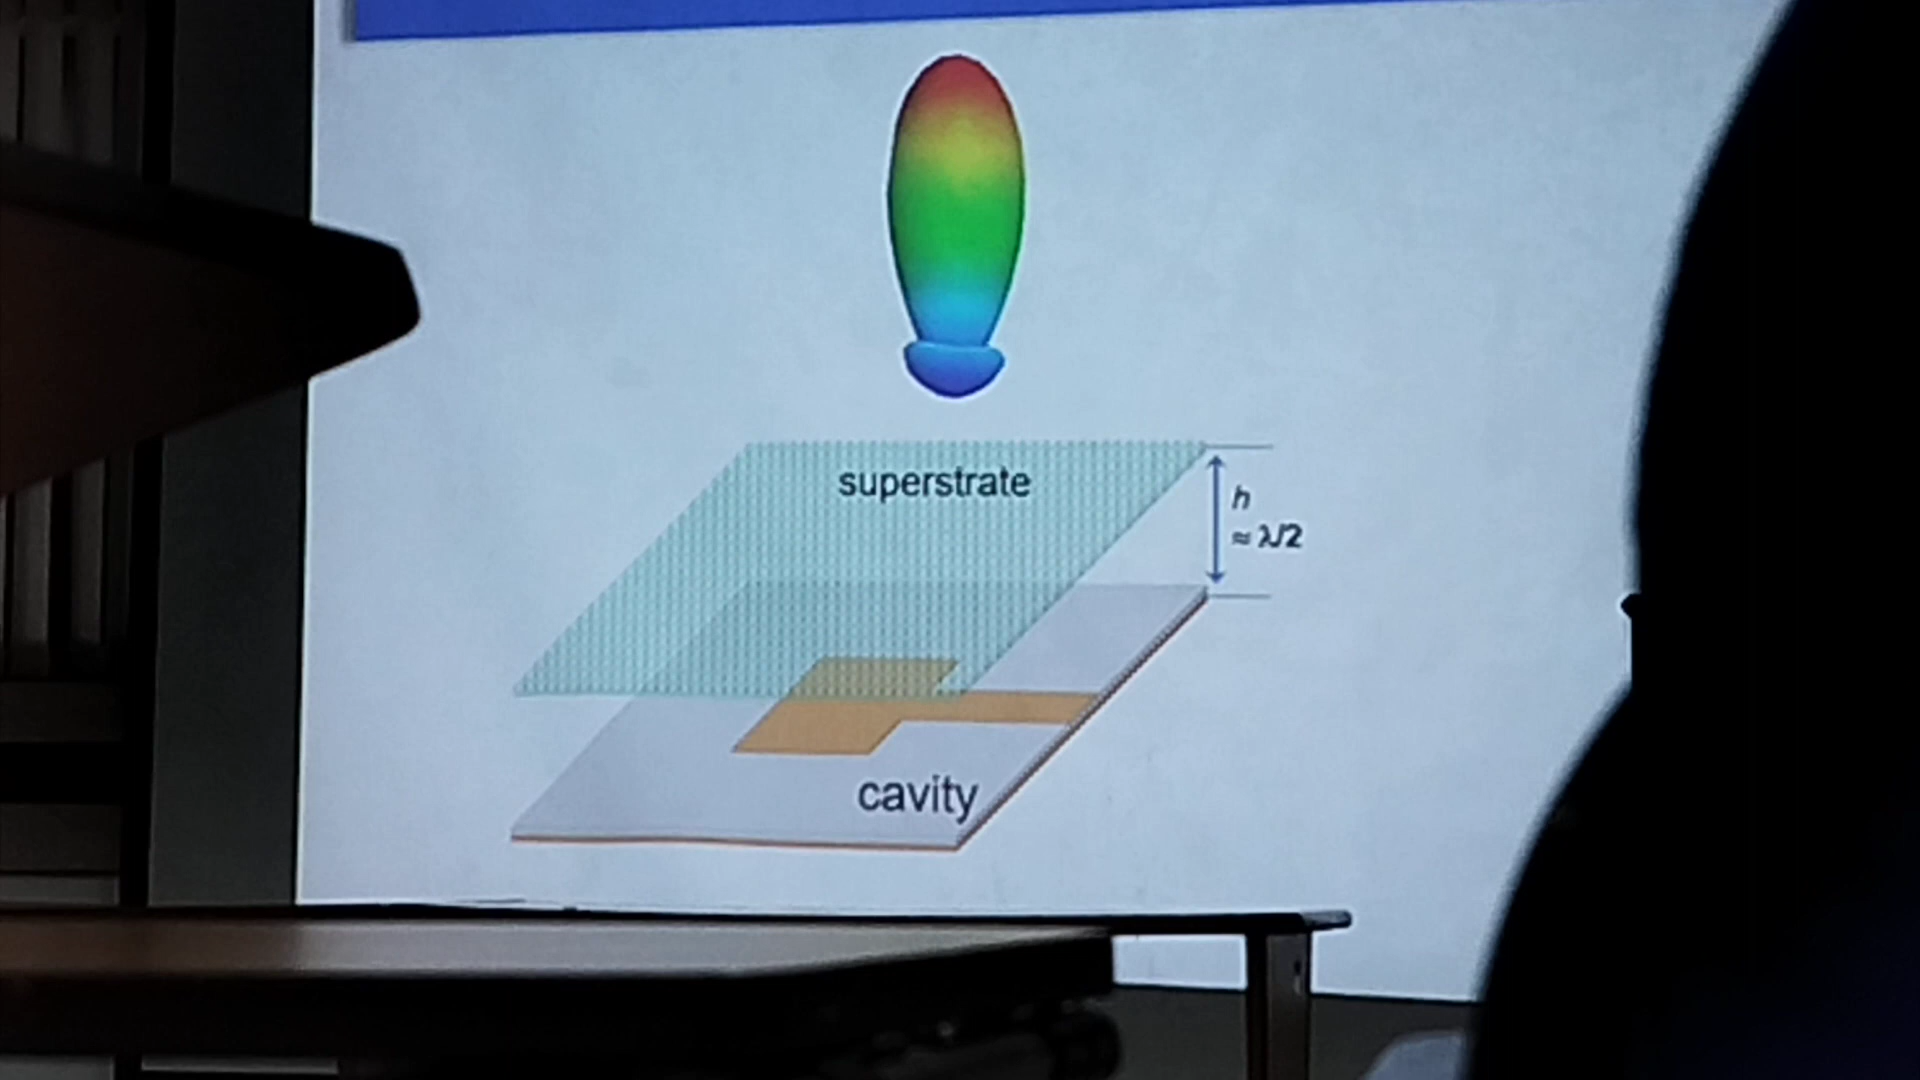 superstrate
h
≈ λ/2
cavity